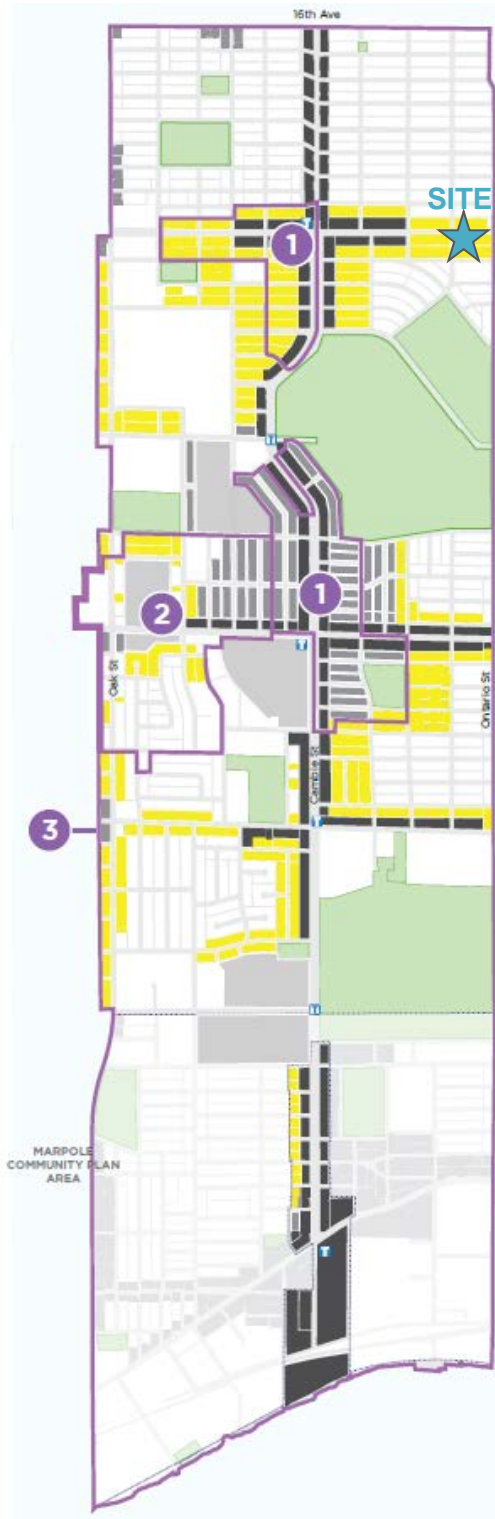 16th Ave
SITE
1
T
T
1
2
T
Oak St
Ontario St
Cambie St
T
3
T
MARPOLE
COMMUNITY PLAN
AREA
T